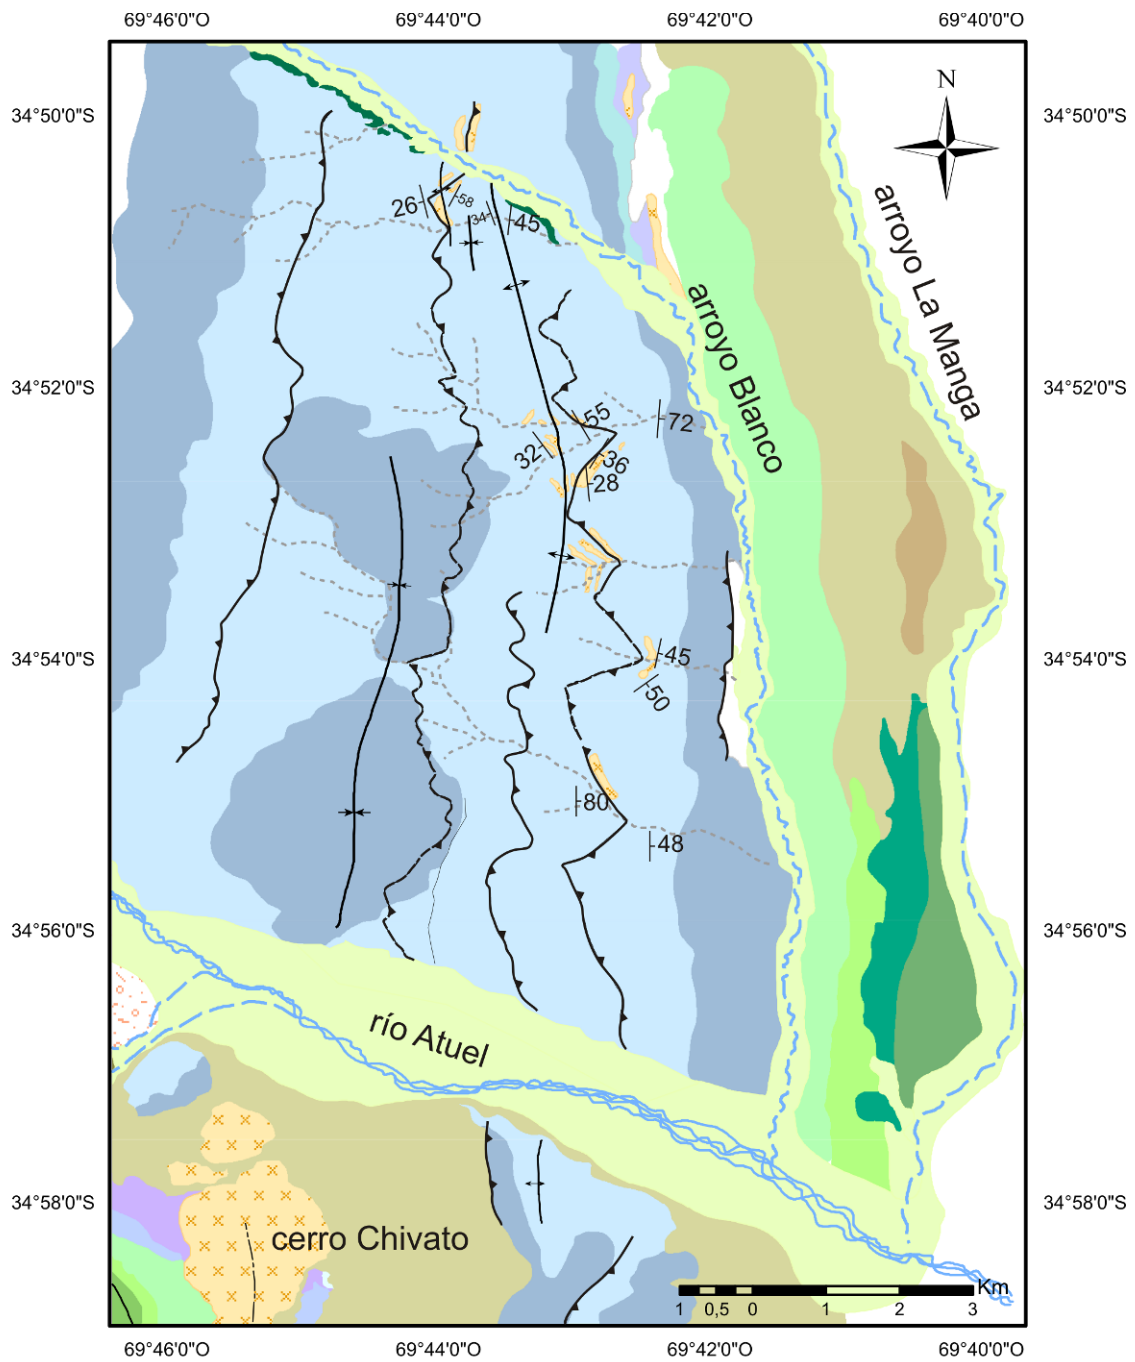 69°46'0"O 69°44'0"O 69°42'0"O 69°40'0"O
N
34°50'0"S 34°50'0"S
arroyo La Manga
26 58 34 45
arroyo Blanco
34°52'0"S 34°52'0"S
55 72
32 36
28
34°54'0"S 34°54'0"S
45
50
80
48
34°56'0"S 34°56'0"S
río Atuel
34°58'0"S 34°58'0"S
cerro Chivato
Km
1 0,5 0 1 2 3
69°46'0"O 69°44'0"O 69°42'0"O 69°40'0"O